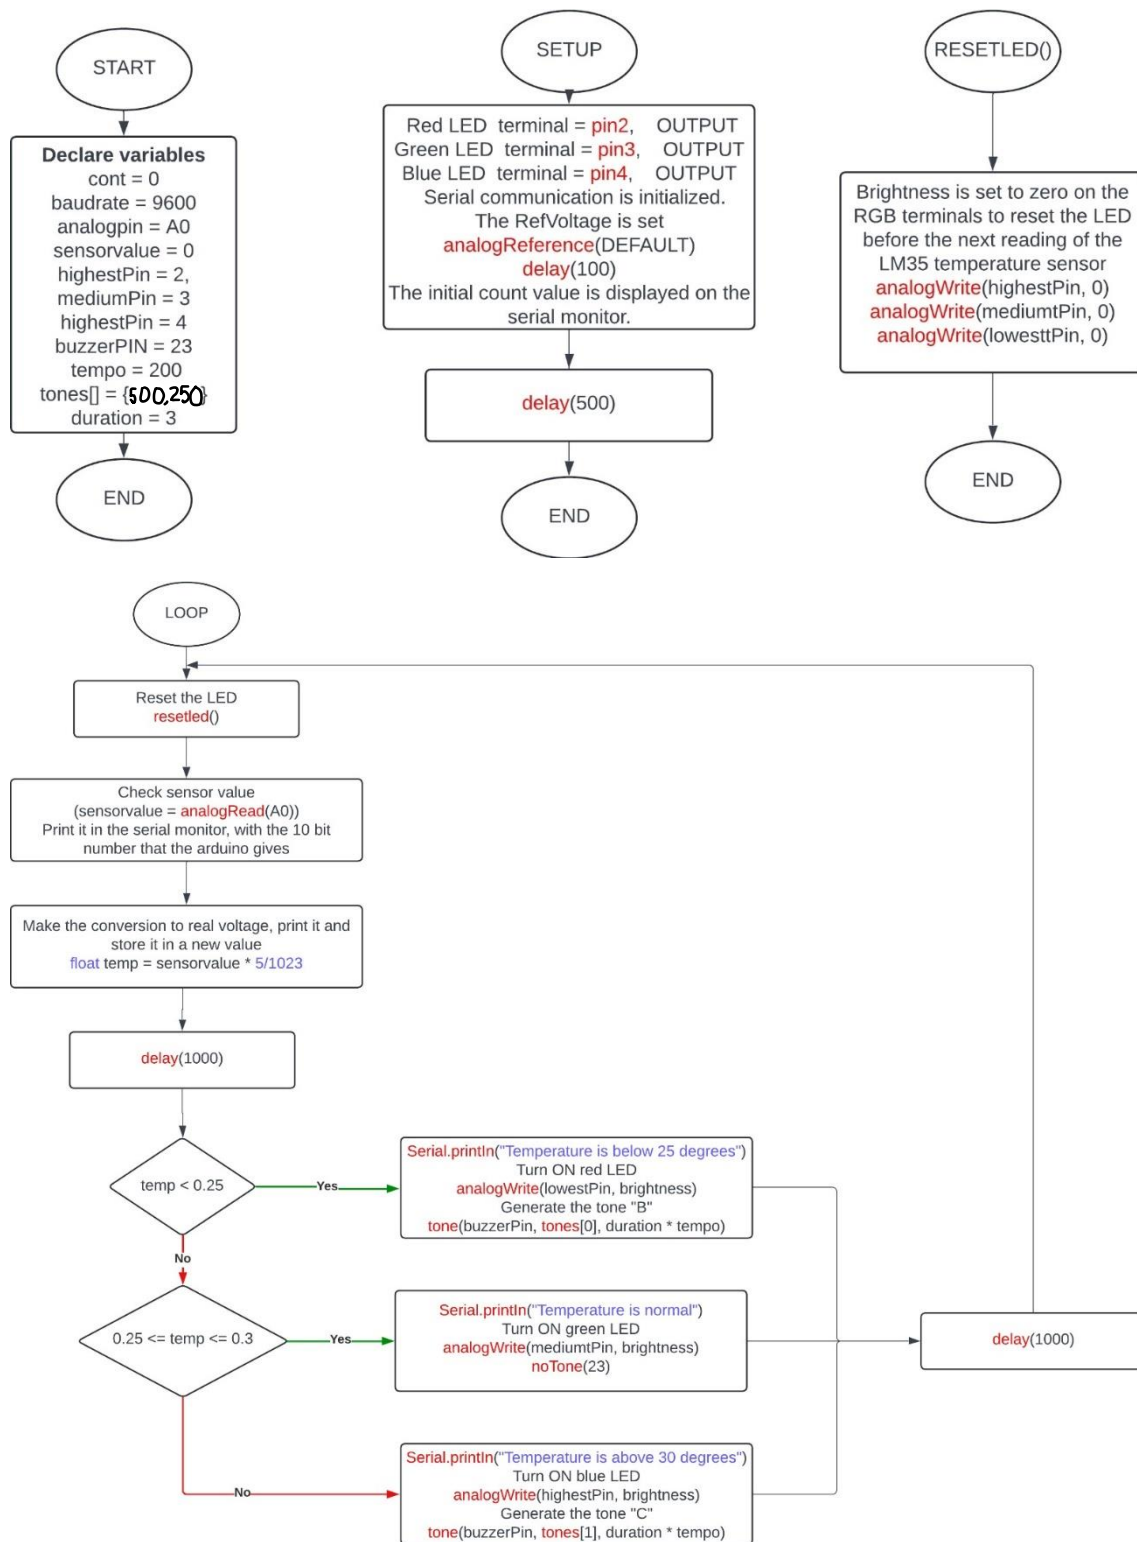 START
Declare variables
cont = 0
baudrate = 9600
analogpin = A0
sensorvalue = 0
highestPin = 2,
mediumPin = 3
highestPin = 4
buzzerPIN = 23
tempo = 200
tones[] = {500,250}
duration = 3
END
SETUP
Red LED terminal = pin2, OUTPUT
Green LED terminal = pin3, OUTPUT
Blue LED terminal = pin4, OUTPUT
Serial communication is initialized.
The RefVoltage is set
analogReference(DEFAULT)
delay(100)
The initial count value is displayed on the
serial monitor.
delay(500)
END
RESETLED()
Brightness is set to zero on the
RGB terminals to reset the LED
before the next reading of the
LM35 temperature sensor
analogWrite(highestPin, 0)
analogWrite(mediumtPin, 0)
analogWrite(lowesttPin, 0)
END
LOOP
Reset the LED
resetled()
Check sensor value
(sensorvalue = analogRead(A0))
Print it in the serial monitor, with the 10 bit
number that the arduino gives
Make the conversion to real voltage, print it and
store it in a new value
float temp = sensorvalue * 5/1023
delay(1000)
temp < 0.25
Yes
Serial.println("Temperature is below 25 degrees")
Turn ON red LED
analogWrite(lowestPin, brightness)
Generate the tone "B"
tone(buzzerPin, tones[0], duration * tempo)
No
0.25 <= temp <= 0.3
Yes
Serial.println("Temperature is normal")
Turn ON green LED
analogWrite(mediumtPin, brightness)
noTone(23)
delay(1000)
No
Serial.println("Temperature is above 30 degrees")
Turn ON blue LED
analogWrite(highestPin, brightness)
Generate the tone "C"
tone(buzzerPin, tones[1], duration * tempo)